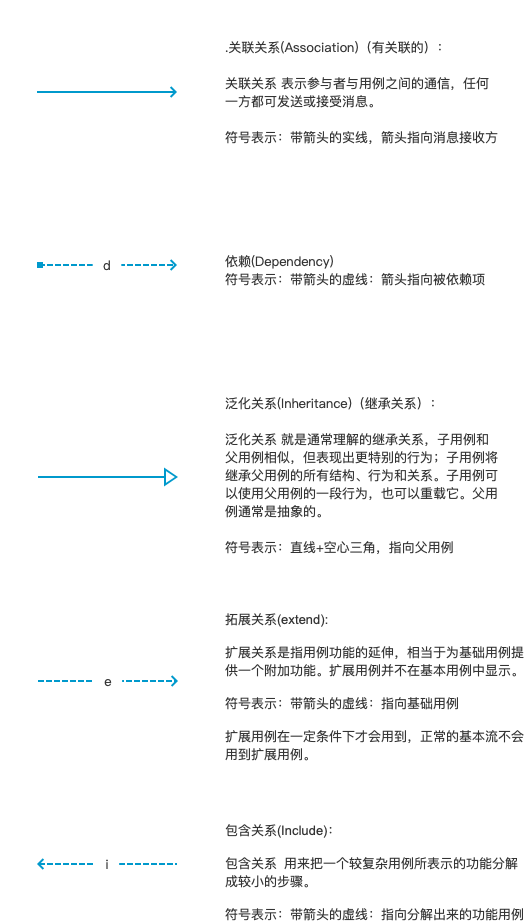 .关联关系(Association)（有关联的）：
关联关系 表示参与者与用例之间的通信，任何
一方都可发送或接受消息。
符号表示：带箭头的实线，箭头指向消息接收方
d
依赖(Dependency)
符号表示：带箭头的虚线：箭头指向被依赖项
泛化关系(Inheritance)（继承关系）：
泛化关系 就是通常理解的继承关系，子用例和
父用例相似，但表现出更特别的行为；子用例将
继承父用例的所有结构、行为和关系。子用例可
以使用父用例的一段行为，也可以重载它。父用
例通常是抽象的。
符号表示：直线+空心三角，指向父用例
拓展关系(extend):
扩展关系是指用例功能的延伸，相当于为基础用例提
供一个附加功能。扩展用例并不在基本用例中显示。
e
符号表示：带箭头的虚线：指向基础用例
扩展用例在一定条件下才会用到，正常的基本流不会
用到扩展用例。
包含关系(Include)：
i
包含关系  用来把一个较复杂用例所表示的功能分解
成较小的步骤。
符号表示：带箭头的虚线：指向分解出来的功能用例